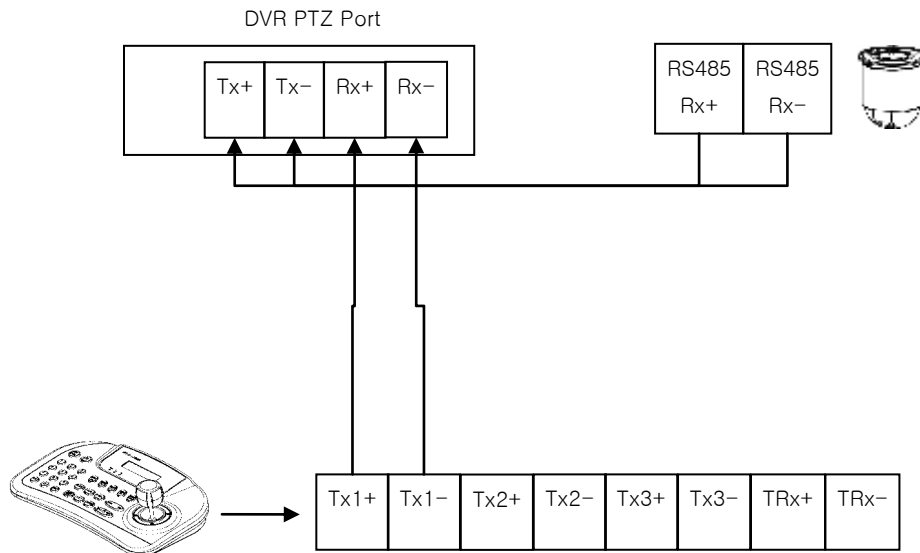 DVR PTZ Port
Tx+ Tx− Rx+ Rx−
RS485 RS485
Rx+ Rx−
Tx1+ Tx1− Tx2+ Tx2− Tx3+ Tx3− TRx+ TRx−